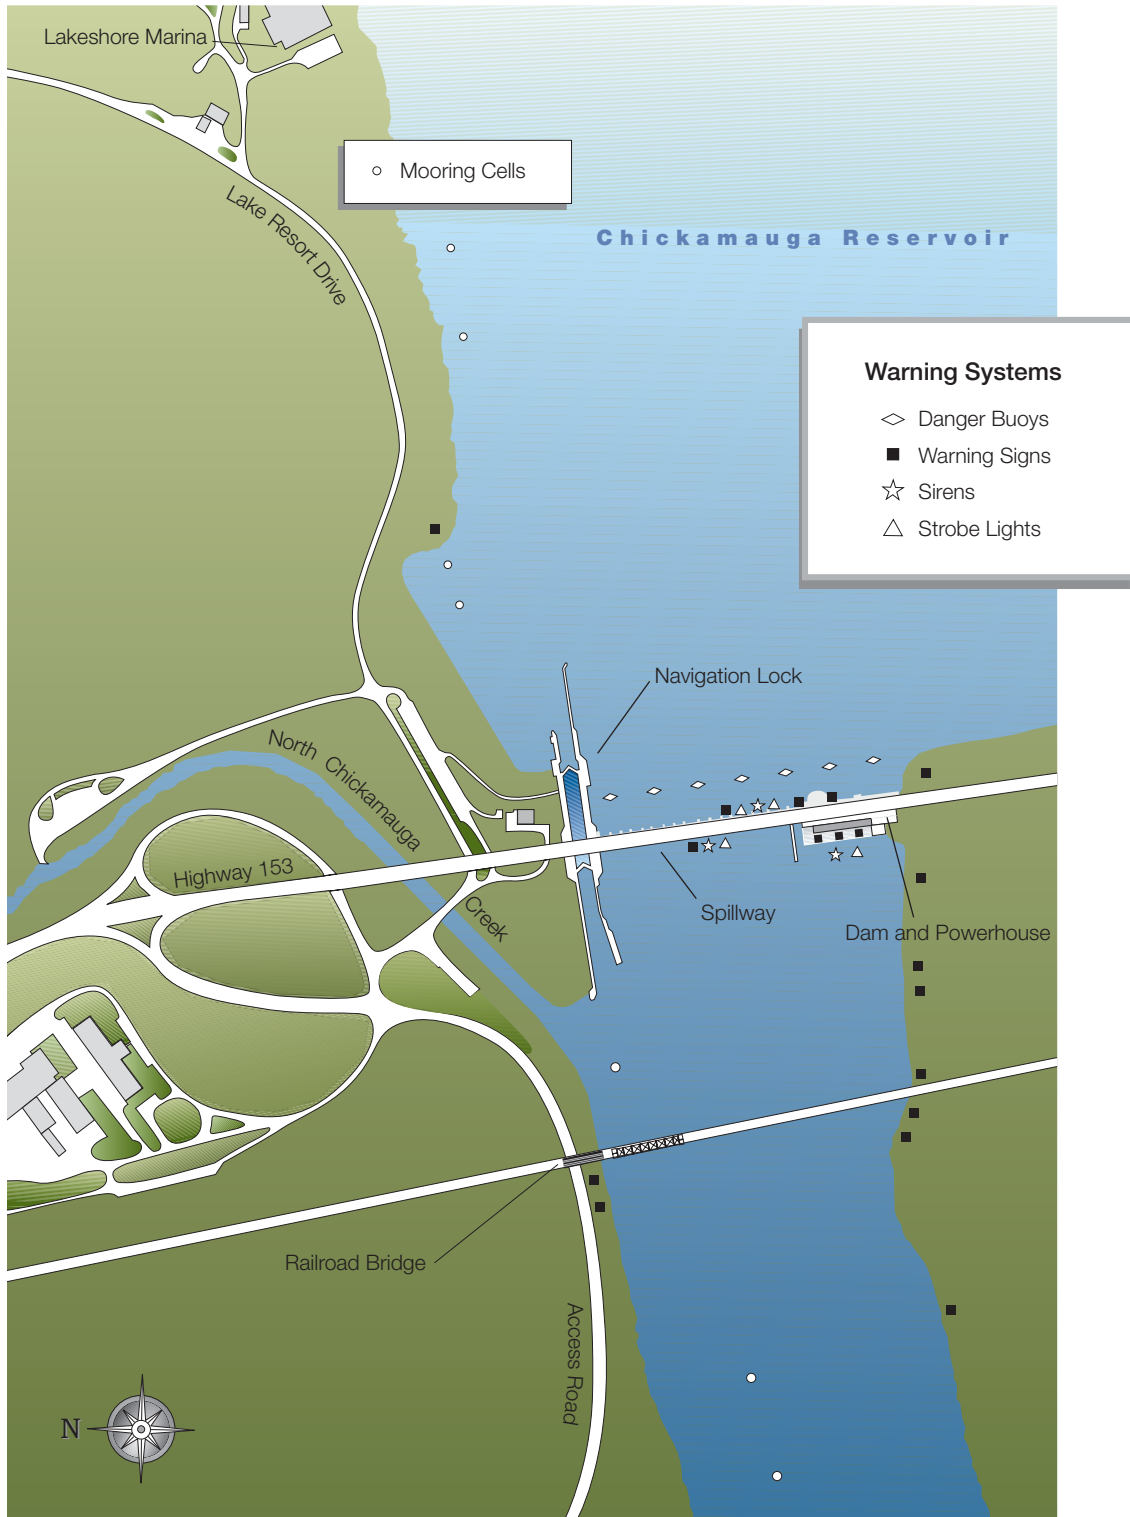 Lakeshore Marina
Mooring Cells
Lake Resort Drive
Chickamauga Reservoir
Warning Systems
Danger Buoys
Warning Signs
Sirens
Strobe Lights
Navigation Lock
North Chickamauga
Creek
Highway 153
Spillway
Dam and Powerhouse
Railroad Bridge
Access Road
N